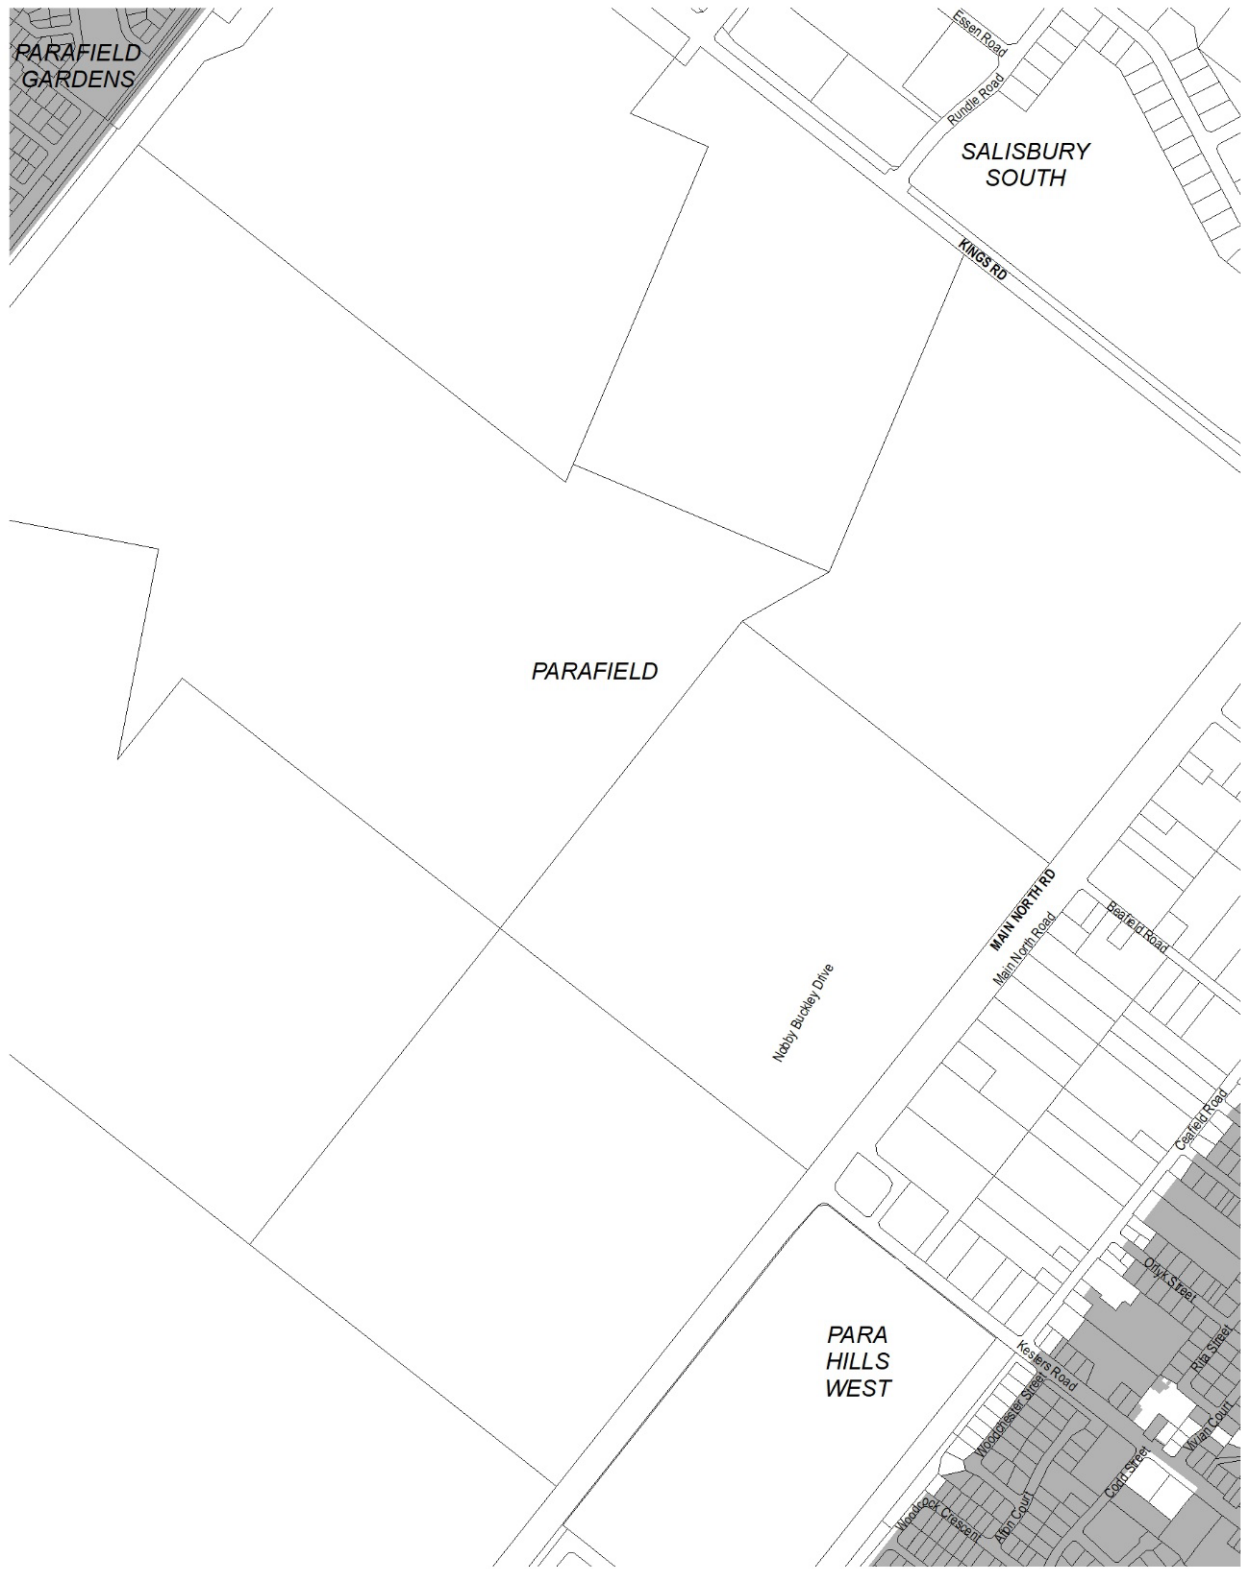 PARAFIELD
GARDENS
Essen Road
Rundle Road
SALISBURY
SOUTH
KINGS RD
PARAFIELD
MAIN NORTH RD
Main North Road
Beafield Road
Nobby Buckley Drive
Ceafield Road
Orlyk Street
PARA
HILLS
WEST
Kesters Road
Rita Street
Woodchester Street
Vivian Court
Codd Street
Woodcock Crescent
Alton Court